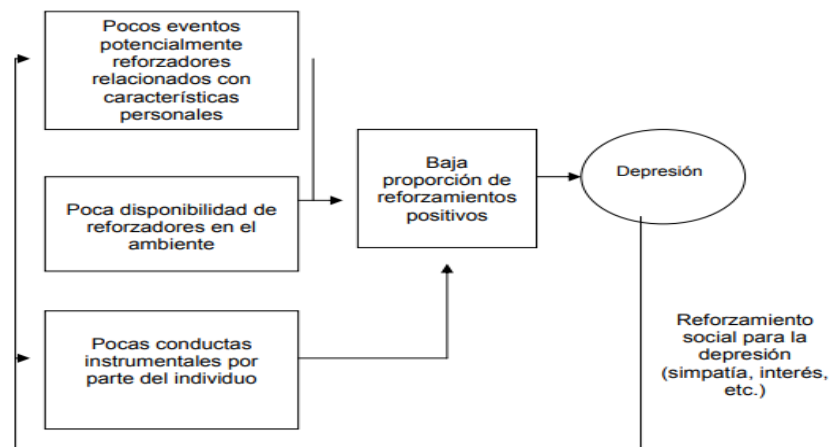 Pocos eventos
potencialmente
reforzadores
relacionados con
características
personales
Poca disponibilidad de
reforzadores en el
ambiente
Pocas conductas
instrumentales por
parte del individuo
Baja
proporción de
reforzamientos
positivos
Depresión
Reforzamiento
social para la
depresión
(simpatía, interés,
etc.)